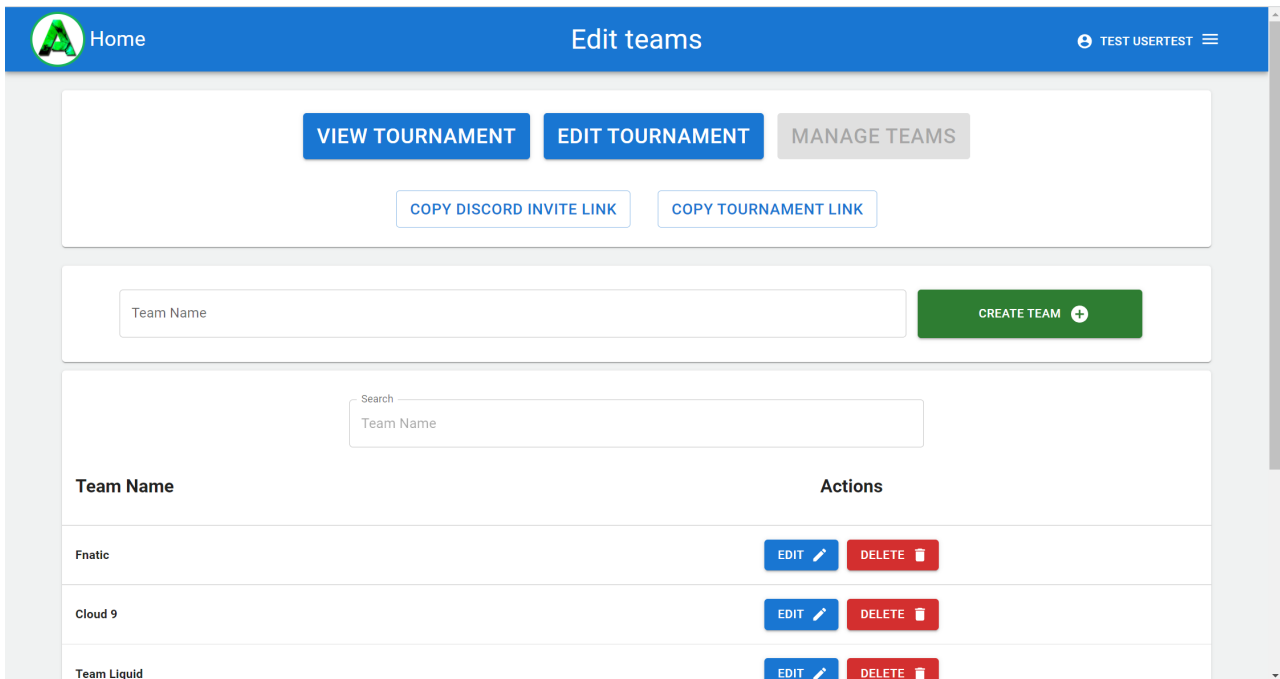 Home
Edit teams
TEST USERTEST
VIEW TOURNAMENT
EDIT TOURNAMENT
MANAGE TEAMS
COPY DISCORD INVITE LINK
COPY TOURNAMENT LINK
Team Name
CREATE TEAM
Search
Team Name
Team Name
Actions
Fnatic
EDIT
DELETE
Cloud 9
EDIT
DELETE
Team Liquid
EDIT
DELETE